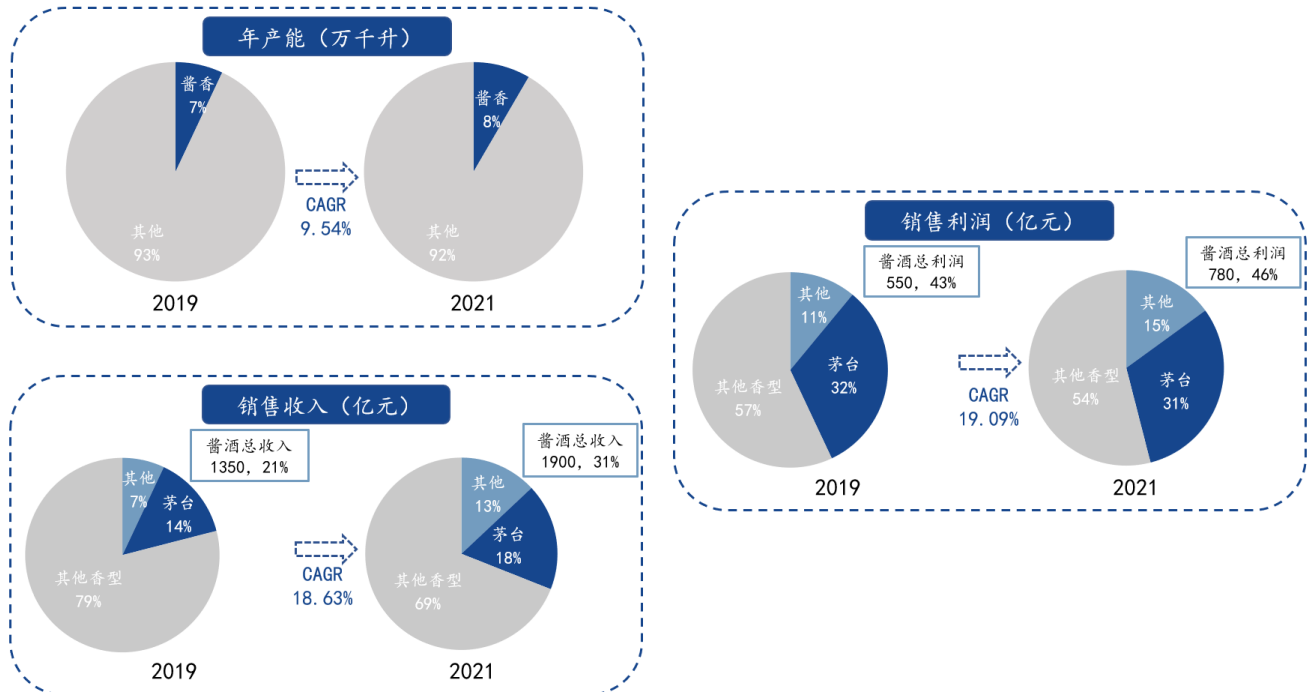 年产能（万千升）
酱香
7%
其他
93%
2019
CAGR
9.54%
酱香
8%
其他
92%
2021
销售收入（亿元）
酱酒总收入
1350, 21%
其他
7%
茅台
14%
其他香型
79%
2019
CAGR
18.63%
酱酒总收入
1900, 31%
其他
13%
茅台
18%
其他香型
69%
2021
销售利润（亿元）
酱酒总利润
550, 43%
其他
11%
茅台
32%
其他香型
57%
2019
CAGR
19.09%
酱酒总利润
780, 46%
其他
15%
茅台
31%
其他香型
54%
2021